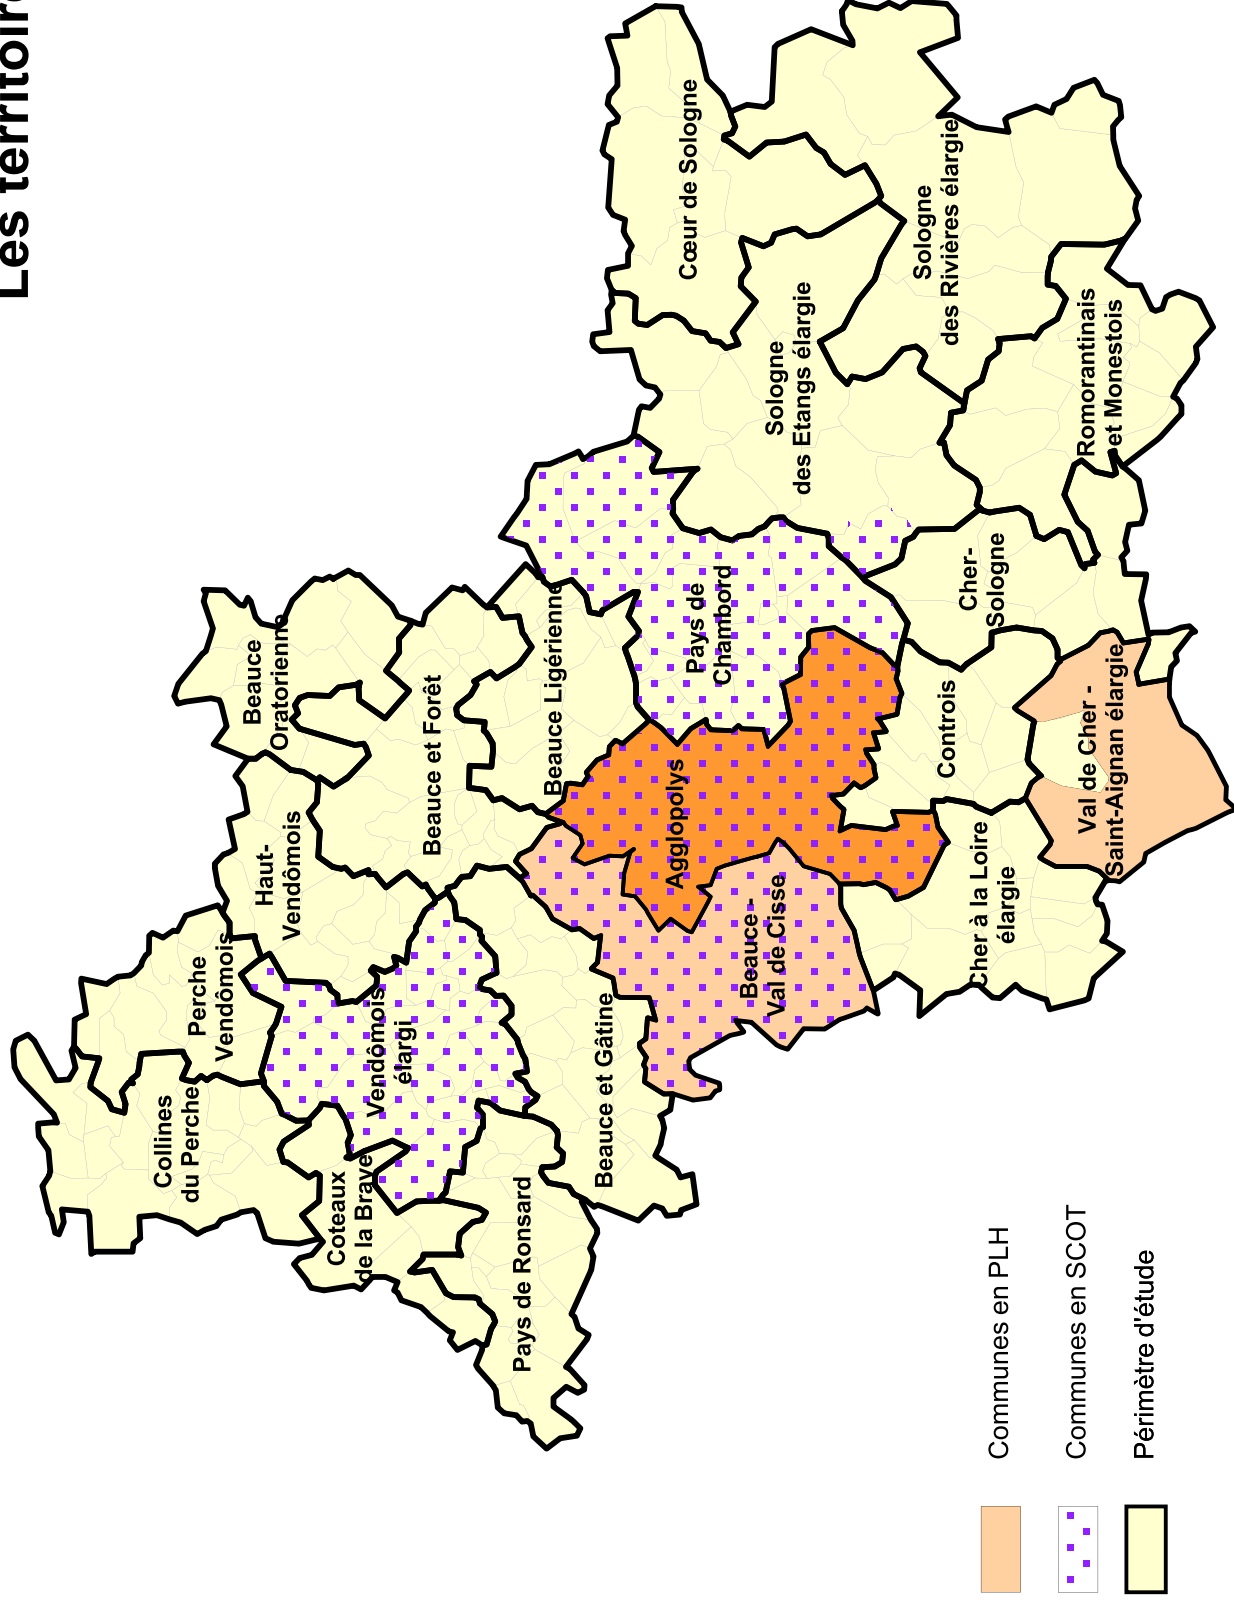 Les territoire
Collines
du Perche
Perche
Vendômois
Haut-
Vendômois
Beauce
Oratorienne
Coteaux
de la Braye
Vendômois
élargi
Beauce et Forêt
Pays de Ronsard
Beauce et Gâtine
Beauce Ligérienne
Agglopolys
Pays de
Chambord
Cœur de Sologne
Beauce -
Val de Cisse
Sologne
des Etangs élargie
Sologne
des Rivières élargie
Controis
Cher-
Sologne
Cher à la Loire
élargie
Val de Cher -
Saint-Aignan élargie
Romorantinais
et Monestois
Communes en PLH
Communes en SCOT
Périmètre d'étude